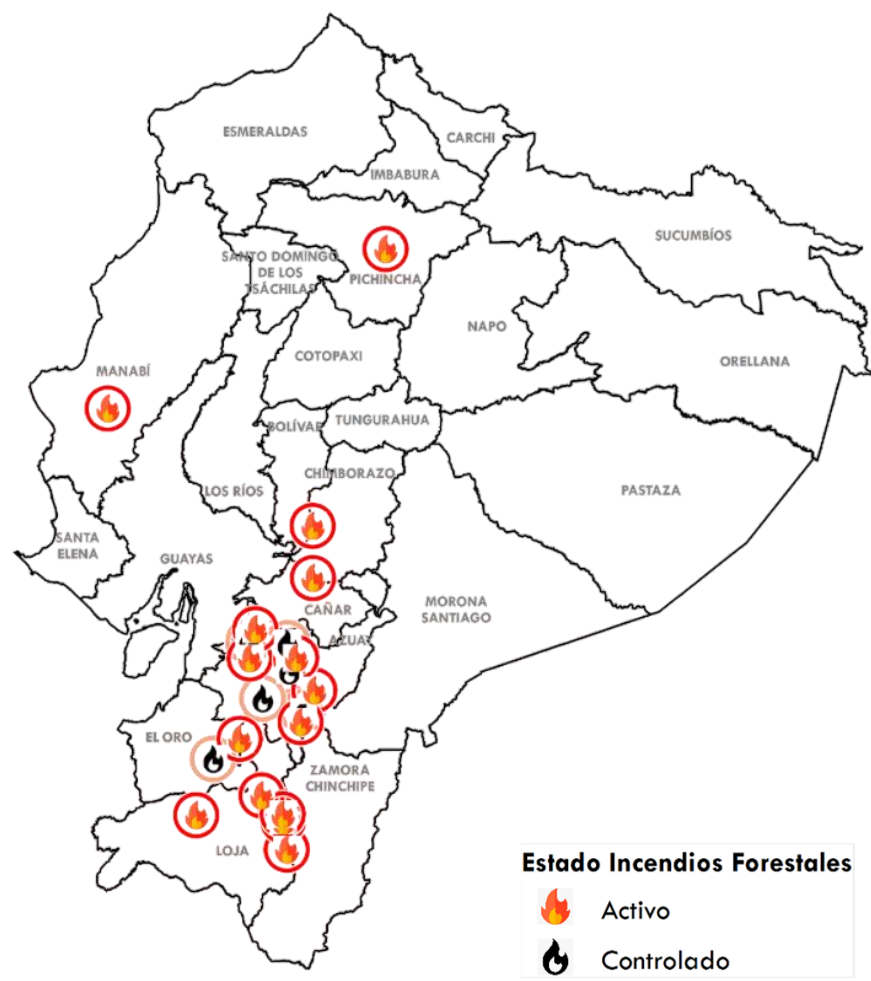 ESMERALDAS
CARCHI
IMBABURA
SUCUMBÍOS
SANTO DOMINGO
DE LOS
TSÁCHILAS
PICHINCHA
NAPO
COTOPAXI
ORELLANA
MANABÍ
TUNGURAHUA
BOLÍVAR
CHIMBORAZO
LOS RÍOS
PASTAZA
SANTA
ELENA
GUAYAS
CAÑAR
MORONA
SANTIAGO
AZUAY
EL ORO
ZAMORA
CHINCHIPE
LOJA
Estado Incendios Forestales
Activo
Controlado